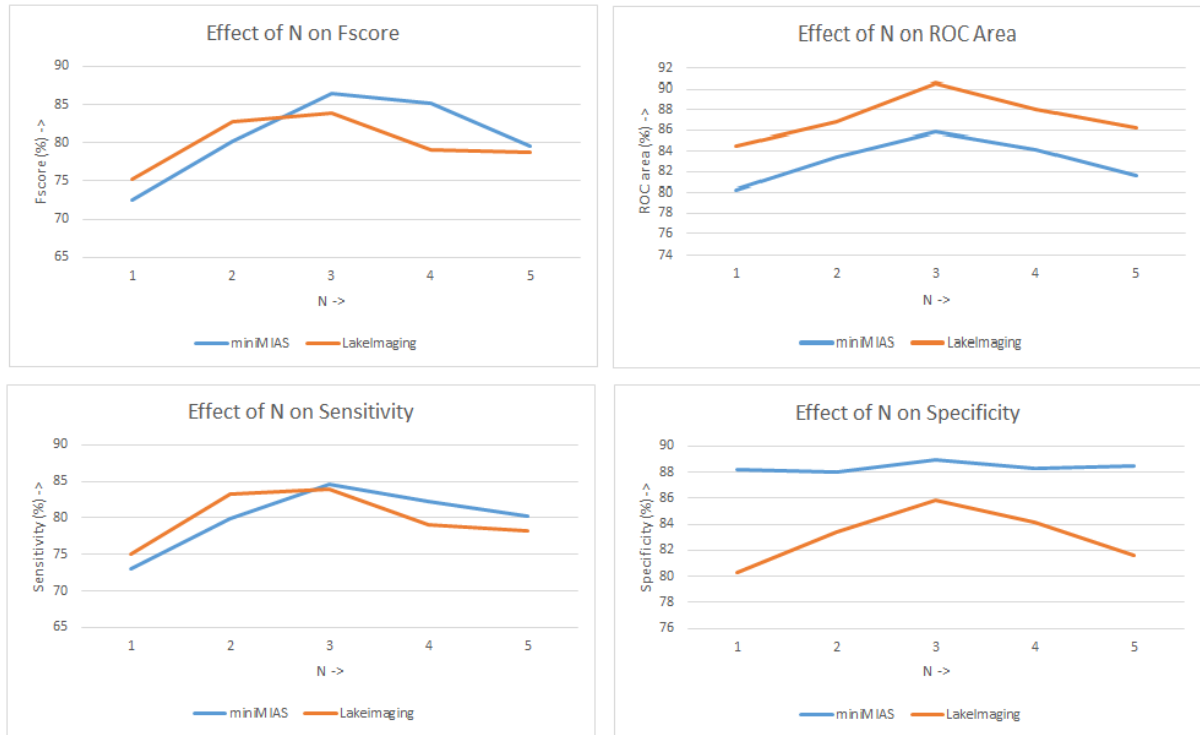 Effect of N on Fscore
Fscore (%) ->
90
85
80
75
70
65
1 2 3 4 5
N ->
miniMIAS LakeImaging
Effect of N on ROC Area
ROC area (%) ->
92
90
88
86
84
82
80
78
76
74
1 2 3 4 5
N ->
miniMIAS LakeImaging
Effect of N on Sensitivity
Sensitivity (%) ->
90
85
80
75
70
65
1 2 3 4 5
N ->
miniMIAS Lakeimaging
Effect of N on Specificity
Specificity (%) ->
90
88
86
84
82
80
78
76
1 2 3 4 5
N ->
miniMIAS Lakeimaging